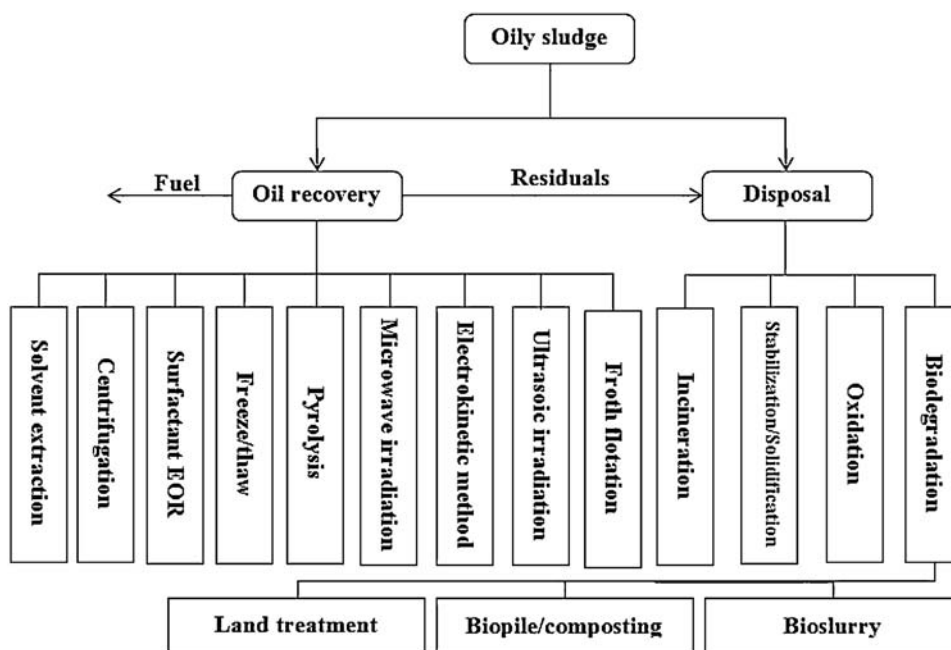 Oily sludge
Fuel
Oil recovery
Residuals
Disposal
Solvent extraction
Centrifugation
Surfactant EOR
Freeze/thaw
Pyrolysis
Microwave irradiation
Electrokinetic method
Ultrasoic irradiation
Froth flotation
Incineration
Stabilization/Solidification
Oxidation
Biodegradation
Land treatment
Biopile/composting
Bioslurry